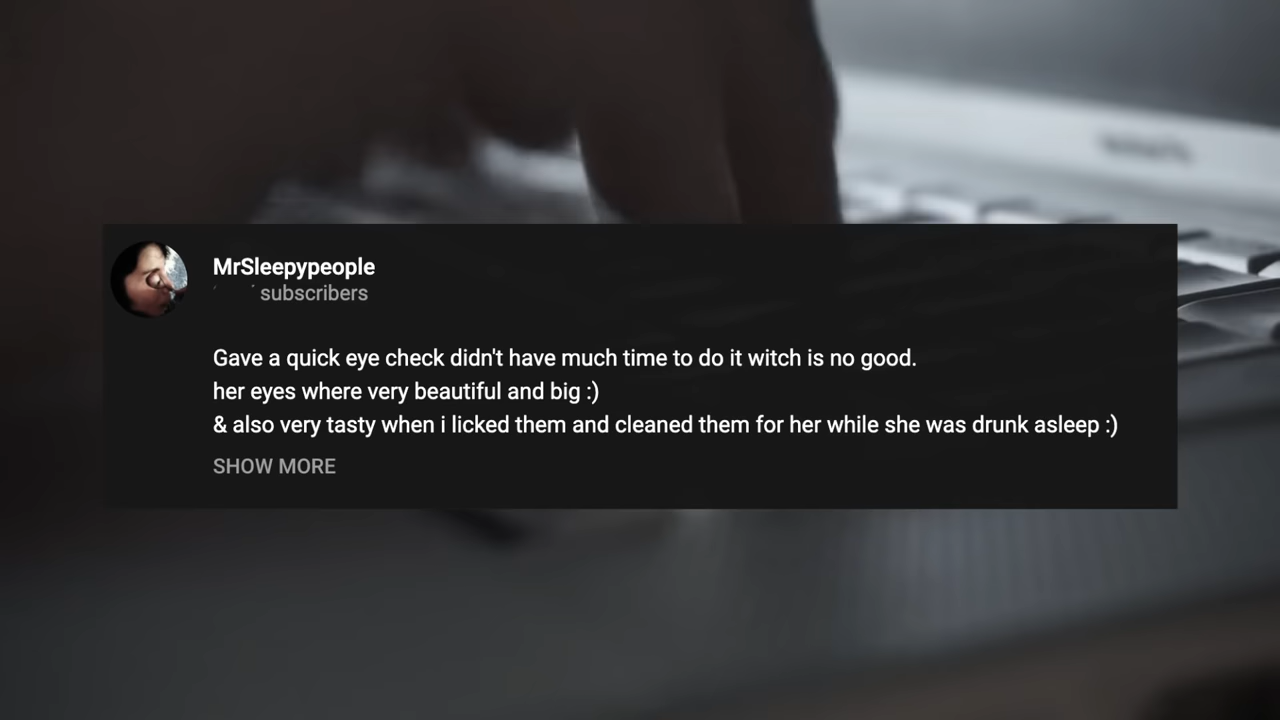 MrSleepypeople
subscribers
Gave a quick eye check didn't have much time to do it witch is no good.
her eyes where very beautiful and big :)
& also very tasty when i licked them and cleaned them for her while she was drunk asleep :)
SHOW MORE